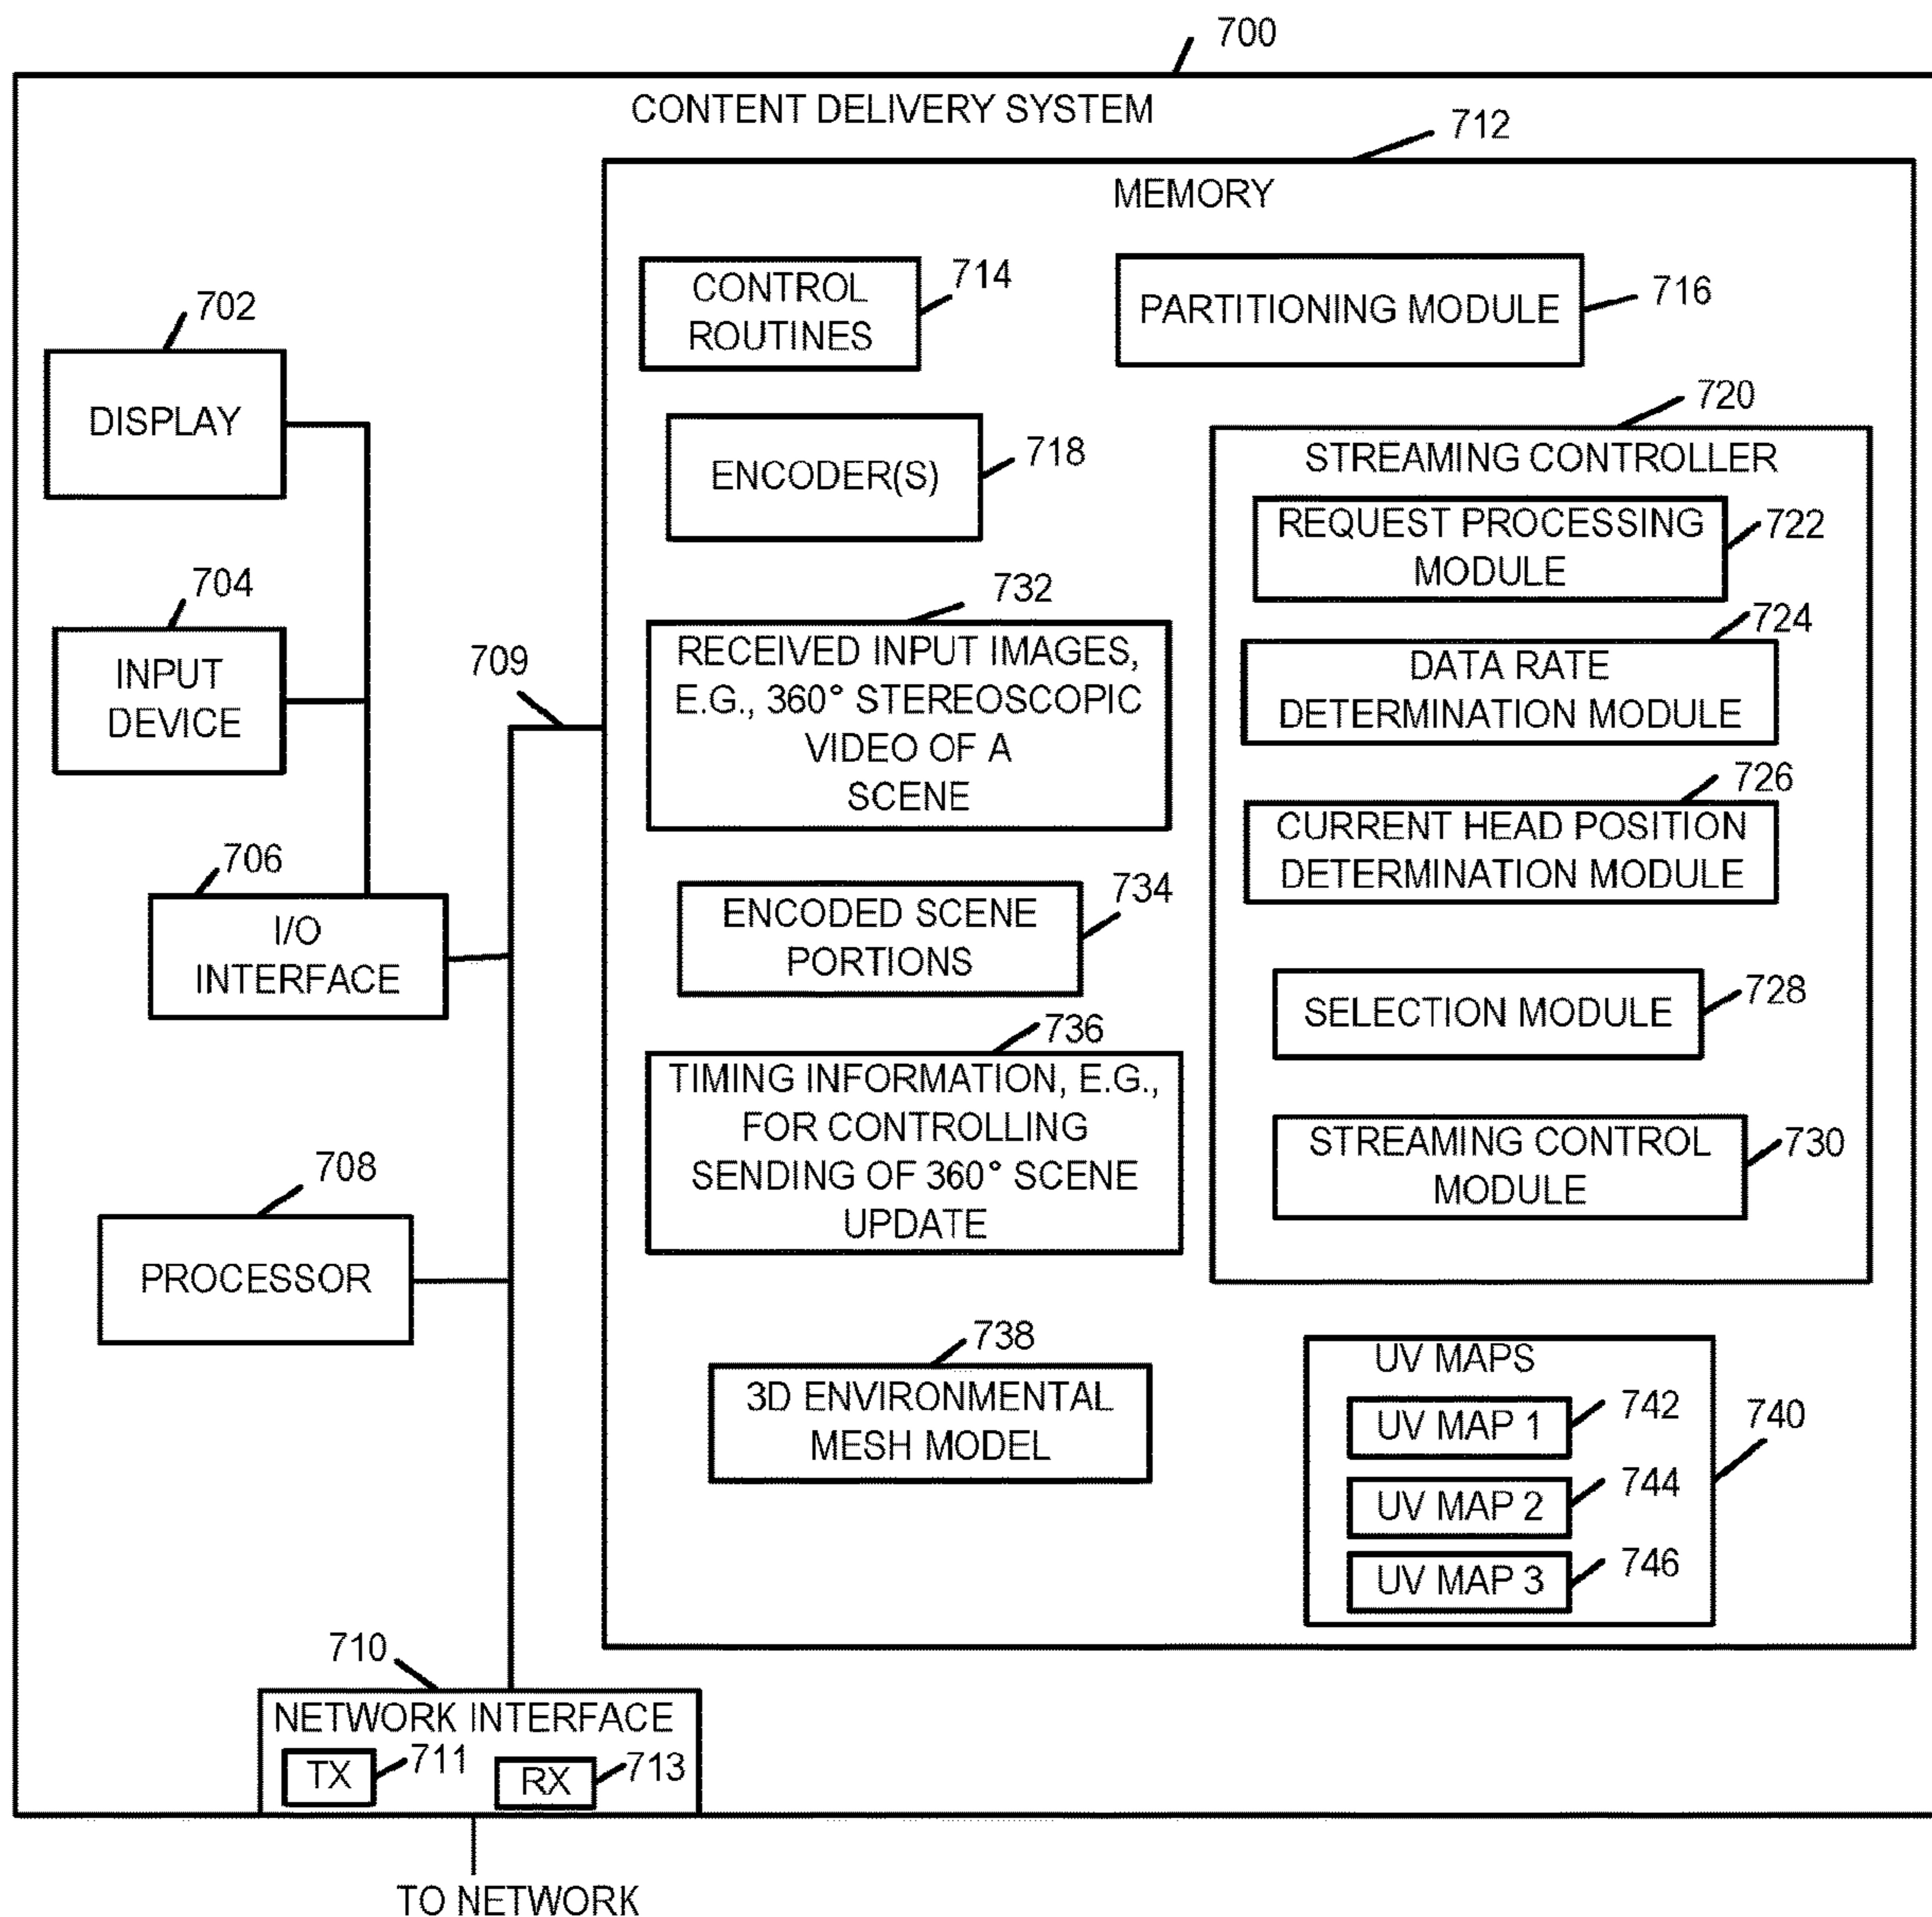 700
CONTENT DELIVERY SYSTEM
712
MEMORY
702
DISPLAY
704
INPUT
DEVICE
706
I/O
INTERFACE
708
PROCESSOR
709
710
NETWORK INTERFACE
TX
711
RX
713
TO NETWORK
CONTROL
ROUTINES
714
PARTITIONING MODULE
716
ENCODER(S)
718
732
RECEIVED INPUT IMAGES,
E.G., 360° STEREOSCOPIC
VIDEO OF A
SCENE
ENCODED SCENE
PORTIONS
734
736
TIMING INFORMATION, E.G.,
FOR CONTROLLING
SENDING OF 360° SCENE
UPDATE
738
3D ENVIRONMENTAL
MESH MODEL
720
STREAMING CONTROLLER
REQUEST PROCESSING
MODULE
722
724
DATA RATE
DETERMINATION MODULE
726
CURRENT HEAD POSITION
DETERMINATION MODULE
SELECTION MODULE
728
STREAMING CONTROL
MODULE
730
UV MAPS
740
UV MAP 1
742
UV MAP 2
744
UV MAP 3
746